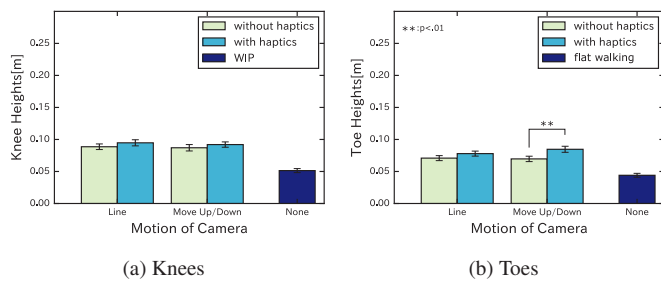 without haptics
with haptics
WIP
0.25
0.20
0.15
0.10
0.05
0.00
Knee Heights[m]
Line
Move Up/Down
None
Motion of Camera
(a) Knees
**:p<.01
without haptics
with haptics
flat walking
0.25
0.20
0.15
0.10
0.05
0.00
**
Toe Heights[m]
Line
Move Up/Down
None
Motion of Camera
(b) Toes